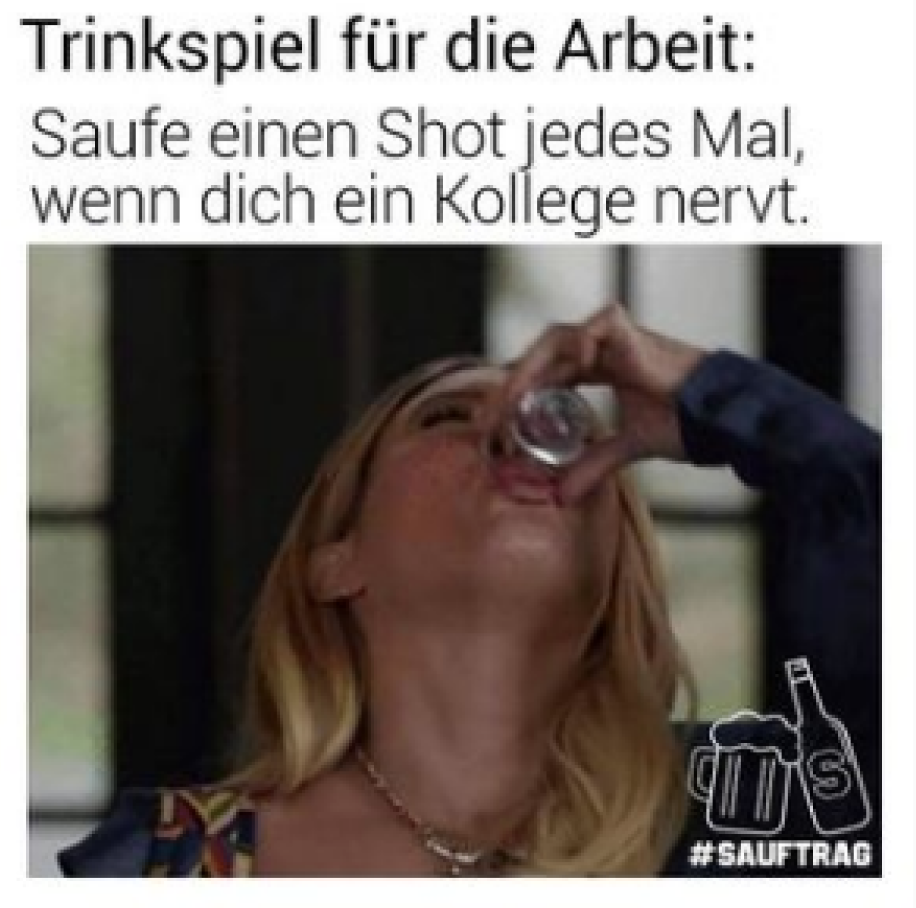 Trinkspiel für die Arbeit:
Saufe einen Shot jedes Mal,
wenn dich ein Kollege nervt.
S
#SAUFTRAG